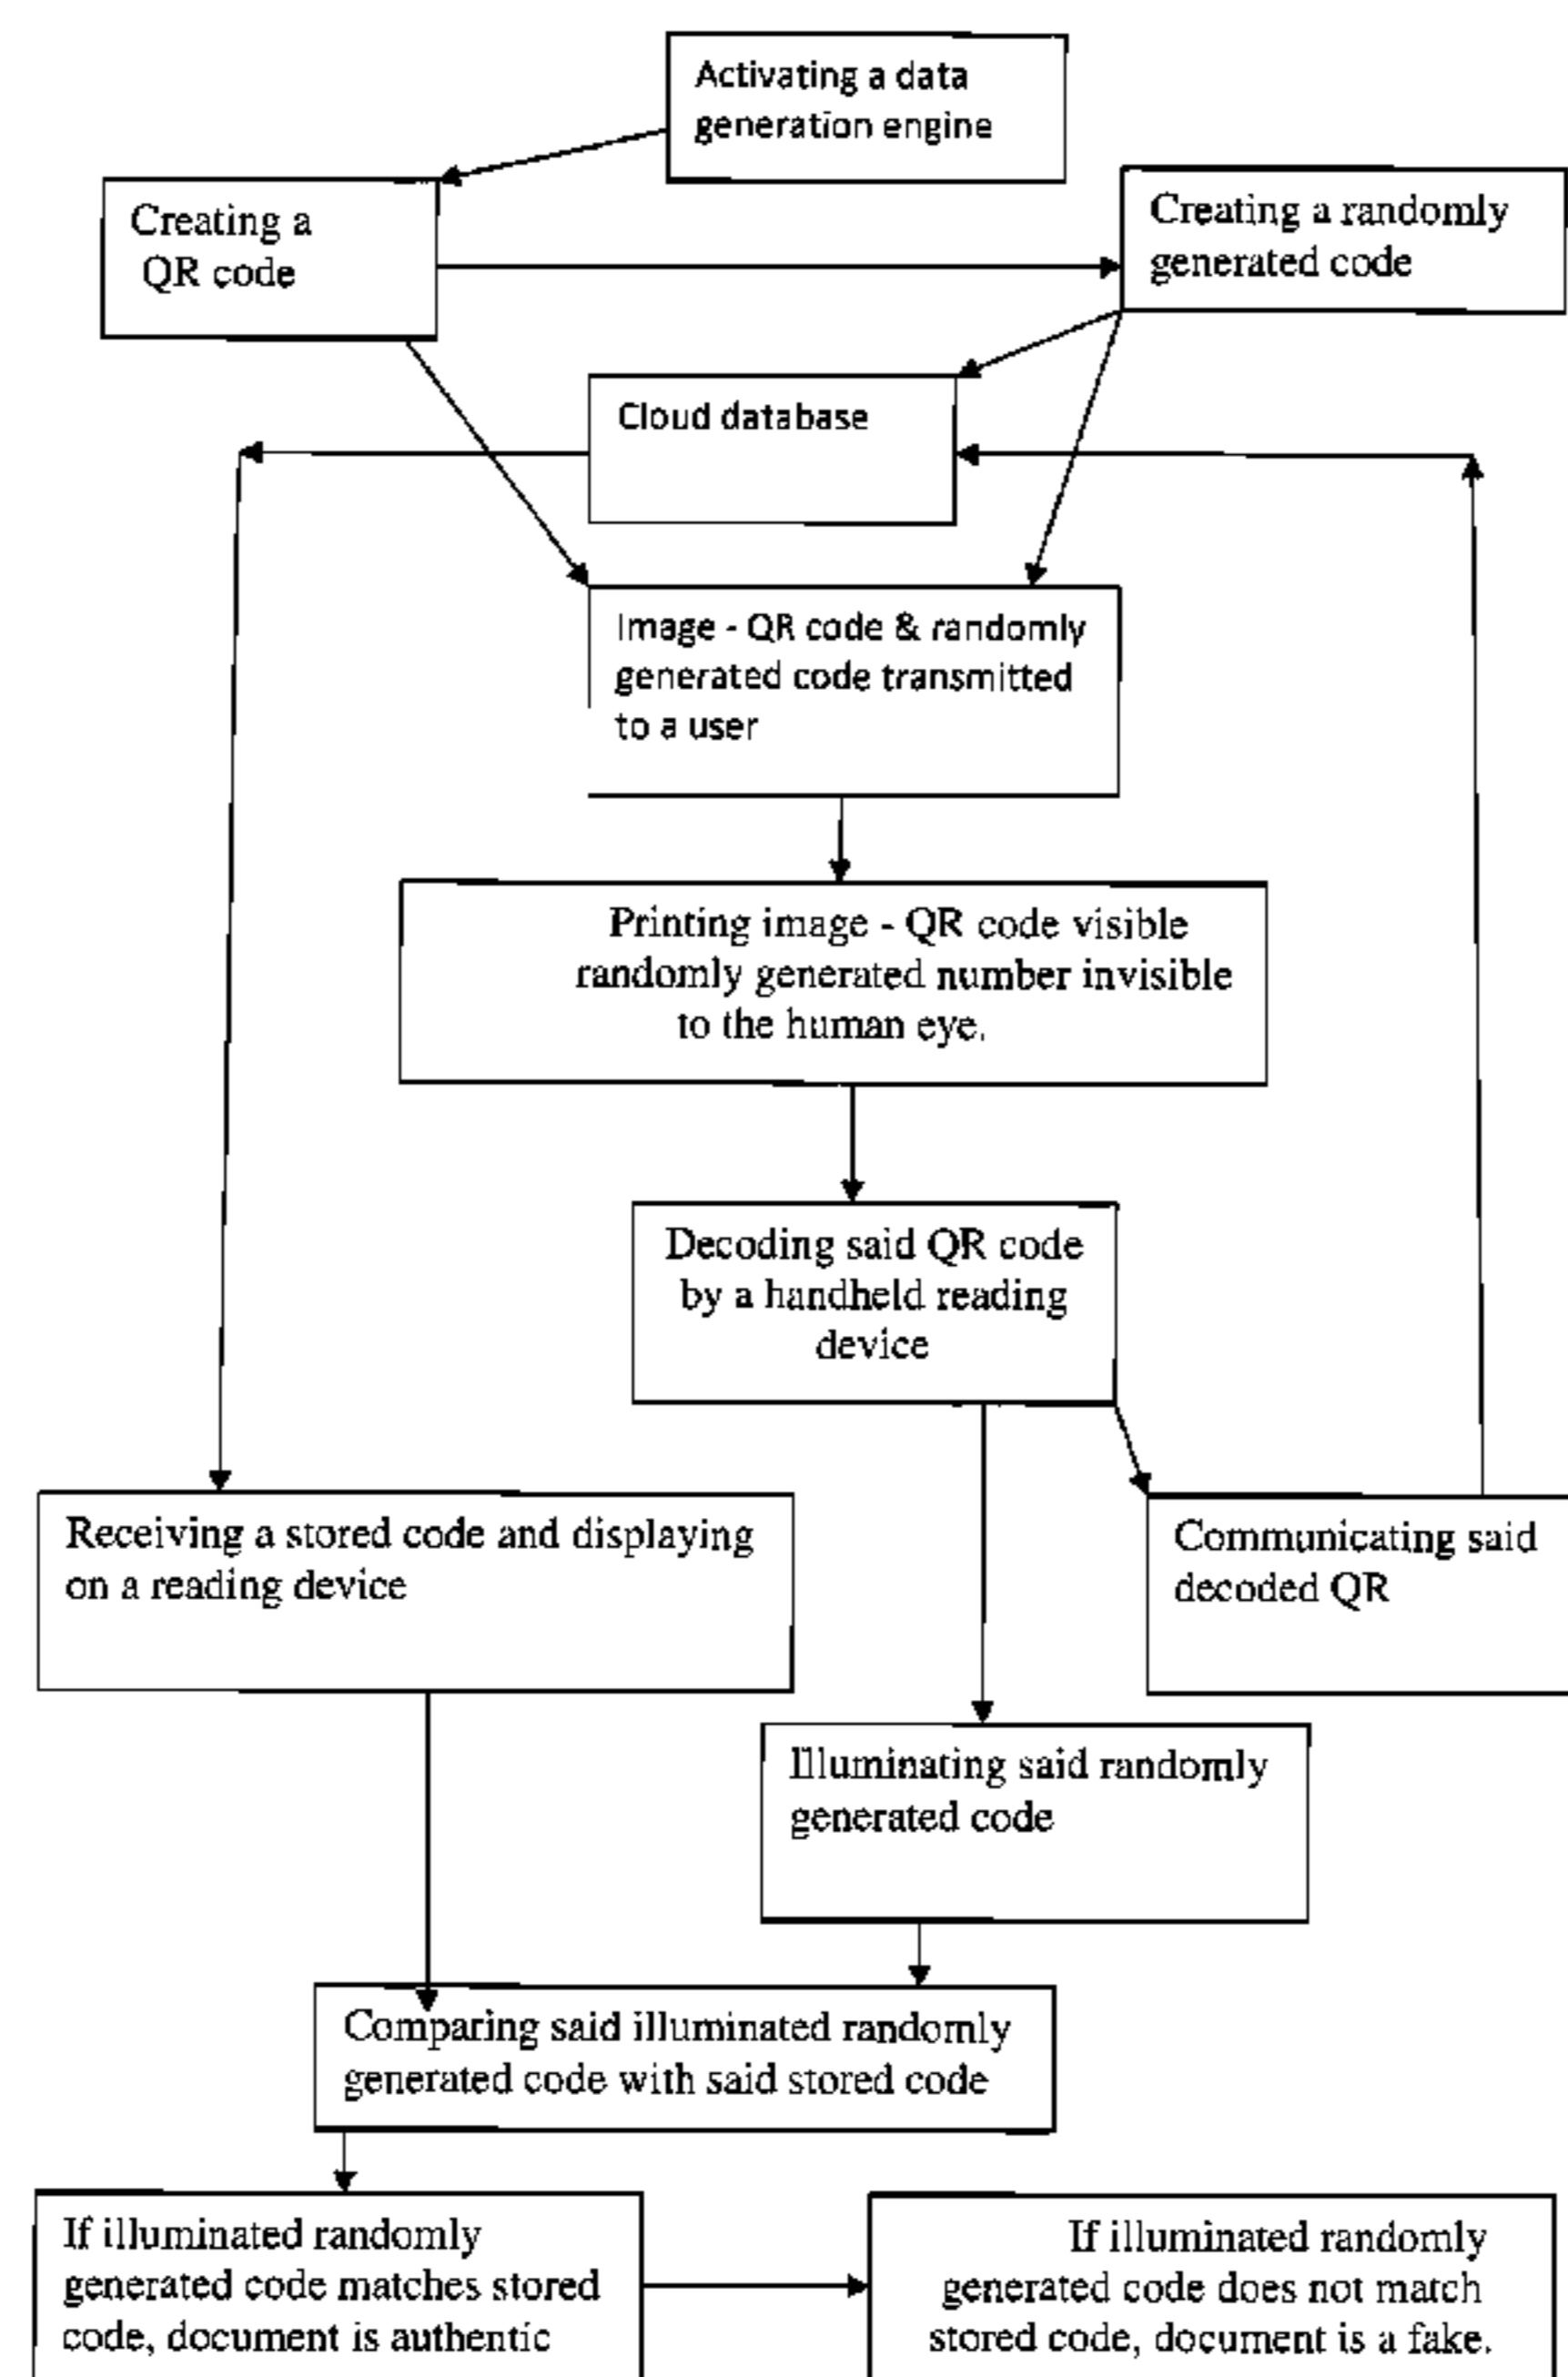 Activating a data
generation engine
Creating a
QR code
Creating a randomly
generated code
Cloud database
Image - QR code & randomly
generated code transmitted
to a user
Printing image - QR code visible
randomly generated number invisible
to the human eye.
Decoding said QR code
by a handheld reading
device
Receiving a stored code and displaying
on a reading device
Communicating said
decoded QR
Illuminating said randomly
generated code
Comparing said illuminated randomly
generated code with said stored code
If illuminated randomly
generated code matches stored
code, document is authentic
If illuminated randomly
generated code does not match
stored code, document is a fake.